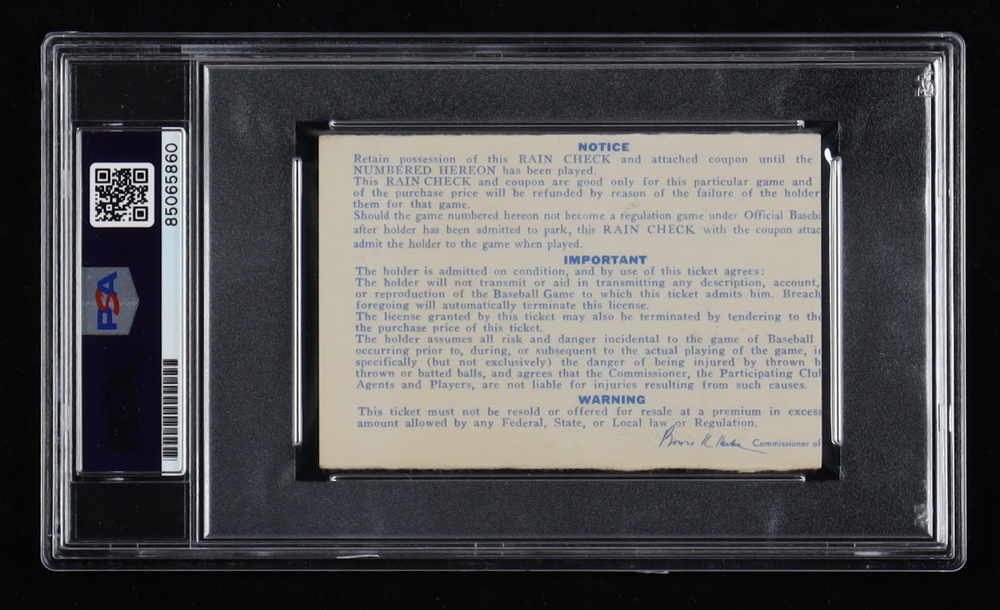 85065860
PSA
NOTICE
Retain possession of this RAIN CHECK and attached coupon until the
NUMBERED HEREON has been played.
This RAIN CHECK and coupon are good only for this particular game and
of the purchase price will be refunded by reason of the failure of the holder
them for that game.
Should the game numbered hereon not become a regulation game under Official Baseba
after holder has been admitted to park, this RAIN CHECK with the coupon attac
admit the holder to the game when played.
IMPORTANT
The holder is admitted on condition, and by use of this ticket agrees:
The holder will not transmit or aid in transmitting any description, account,
or reproduction of the Baseball Game to which this ticket admits him. Breach
foregoing will automatically terminate this license.
The license granted by this ticket may also be terminated by tendering to the
the purchase price of this ticket.
The holder assumes all risk and danger incidental to the game of Baseball
occurring prior to, during, or subsequent to the actual playing of the game, in
specifically (but not exclusively) the danger of being injured by thrown b
thrown or batted balls, and agrees that the Commissioner, the Participating Clu
Agents and Players, are not liable for injuries resulting from such causes.
WARNING
This ticket must not be resold or offered for resale at a premium in excess
amount allowed by any Federal, State, or Local law or Regulation.
Bowie K Kuhn Commissioner of